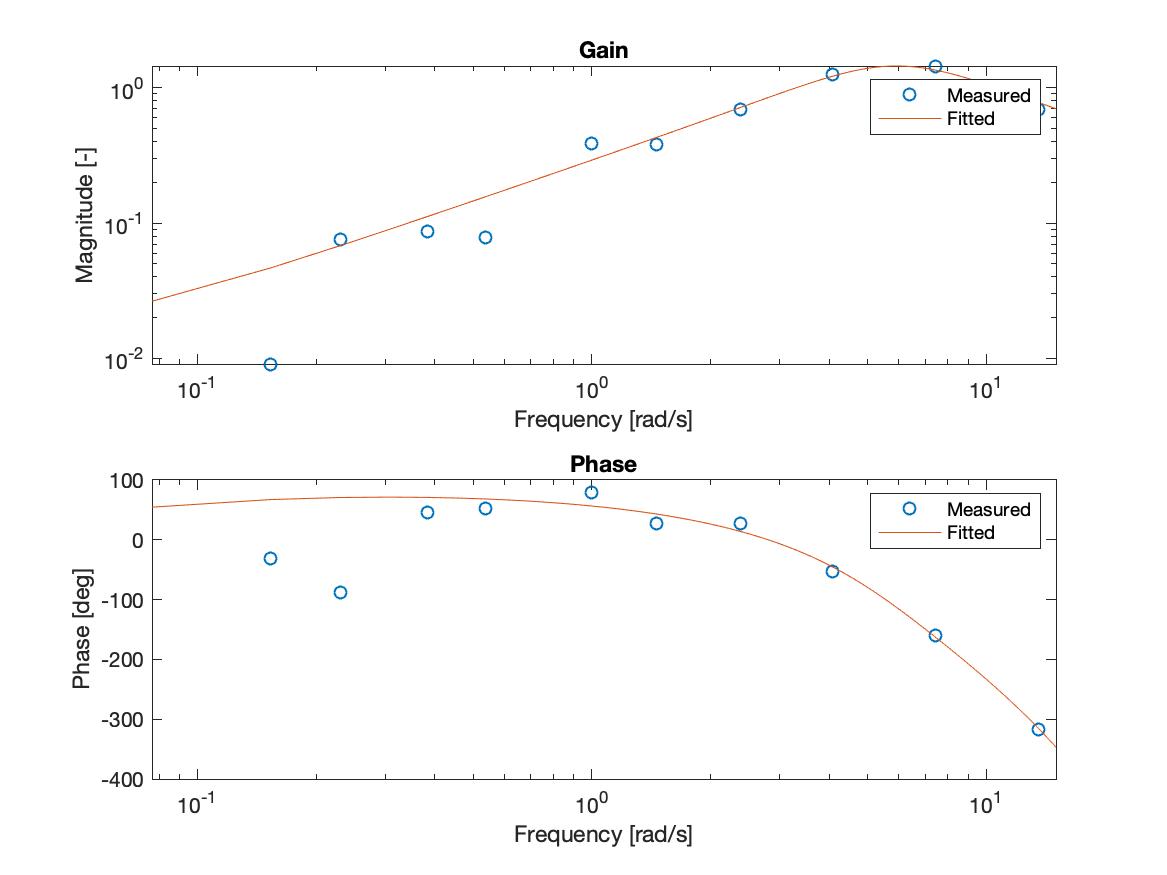 Gain
Magnitude [-]
10^0
10^-1
10^-2
Measured
Fitted
10^-1
10^0
10^1
Frequency [rad/s]
Phase
Phase [deg]
100
0
-100
-200
-300
-400
Measured
Fitted
10^-1
10^0
10^1
Frequency [rad/s]